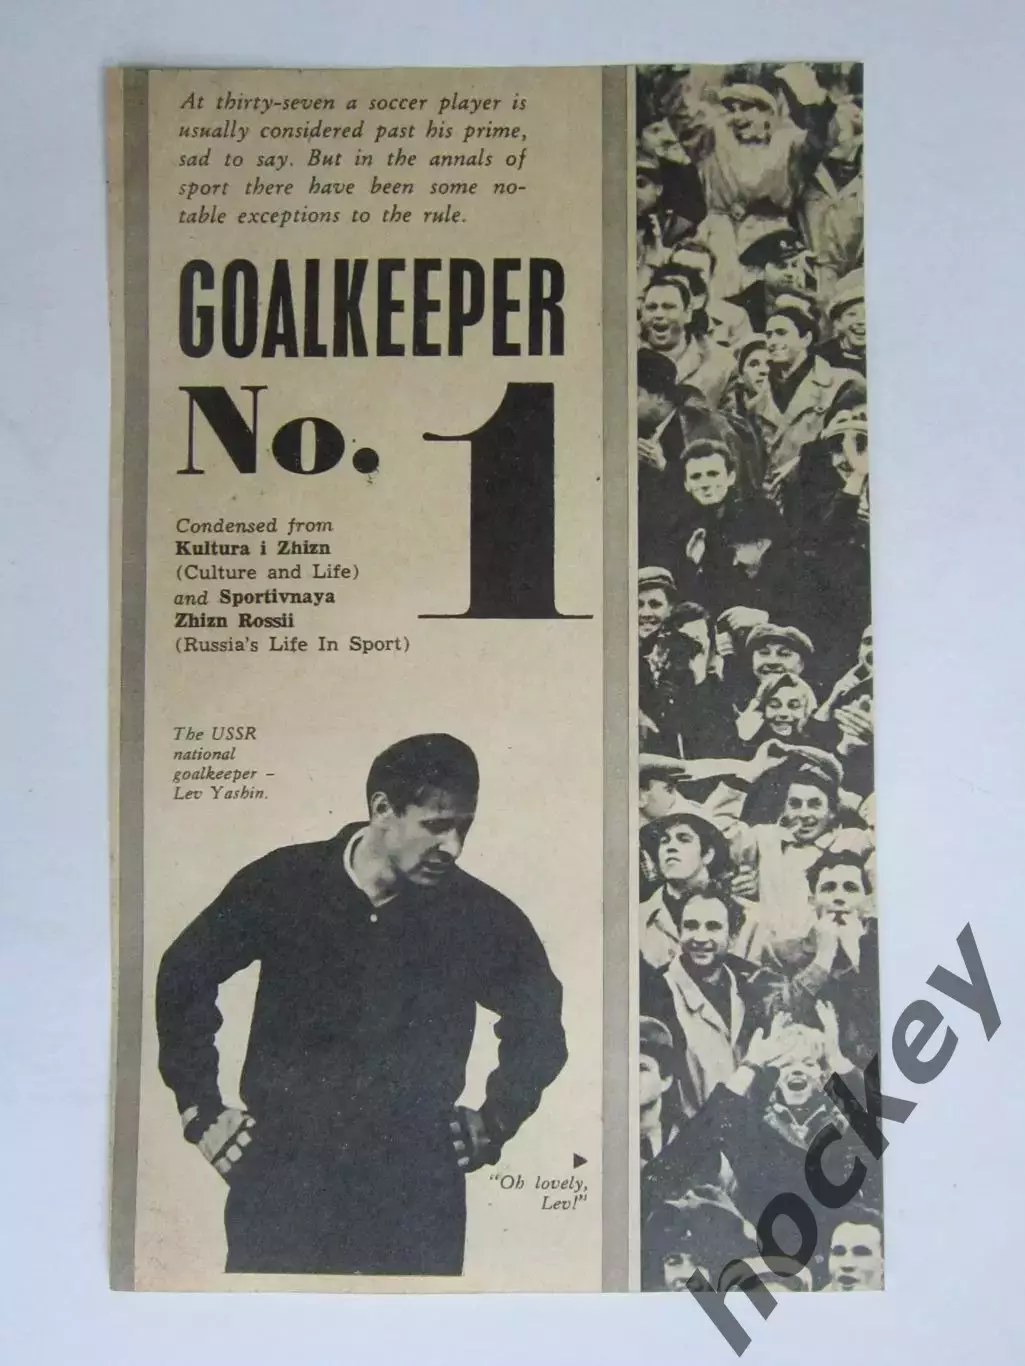 At thirty-seven a soccer player is
usually considered past his prime,
sad to say. But in the annals of
sport there have been some no-
table exceptions to the rule.
GOALKEEPER
No. 1
Condensed from
Kultura i Zhizn
(Culture and Life)
and Sportivnaya
Zhizn Rossii
(Russia's Life In Sport)
The USSR
national
goalkeeper –
Lev Yashin.
"Oh lovely,
Lev!"
hockey